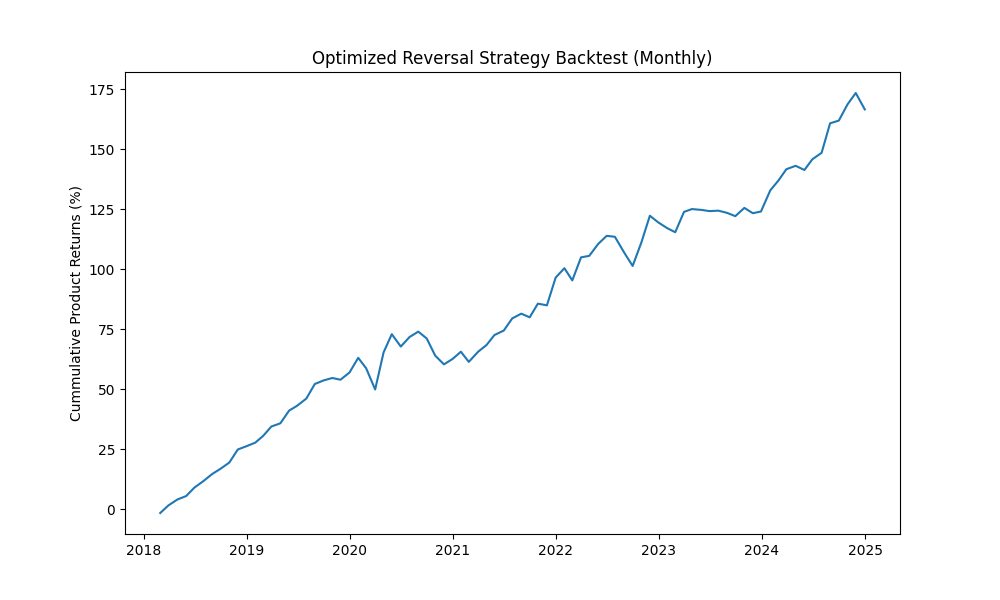 Optimized Reversal Strategy Backtest (Monthly)
Cummulative Product Returns (%)
175
150
125
100
75
50
25
0
2018 2019 2020 2021 2022 2023 2024 2025